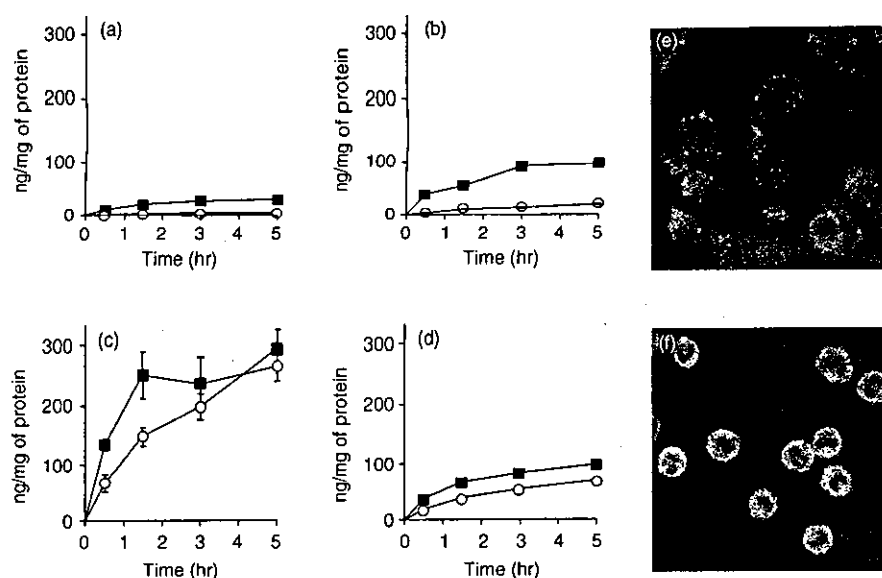 (a)
ng/mg of protein
300
200
100
0
0 1 2 3 4 5
Time (hr)
(b)
ng/mg of protein
300
200
100
0
0 1 2 3 4 5
Time (hr)
(e)
(c)
ng/mg of protein
300
200
100
0
0 1 2 3 4 5
Time (hr)
(d)
ng/mg of protein
300
200
100
0
0 1 2 3 4 5
Time (hr)
(f)